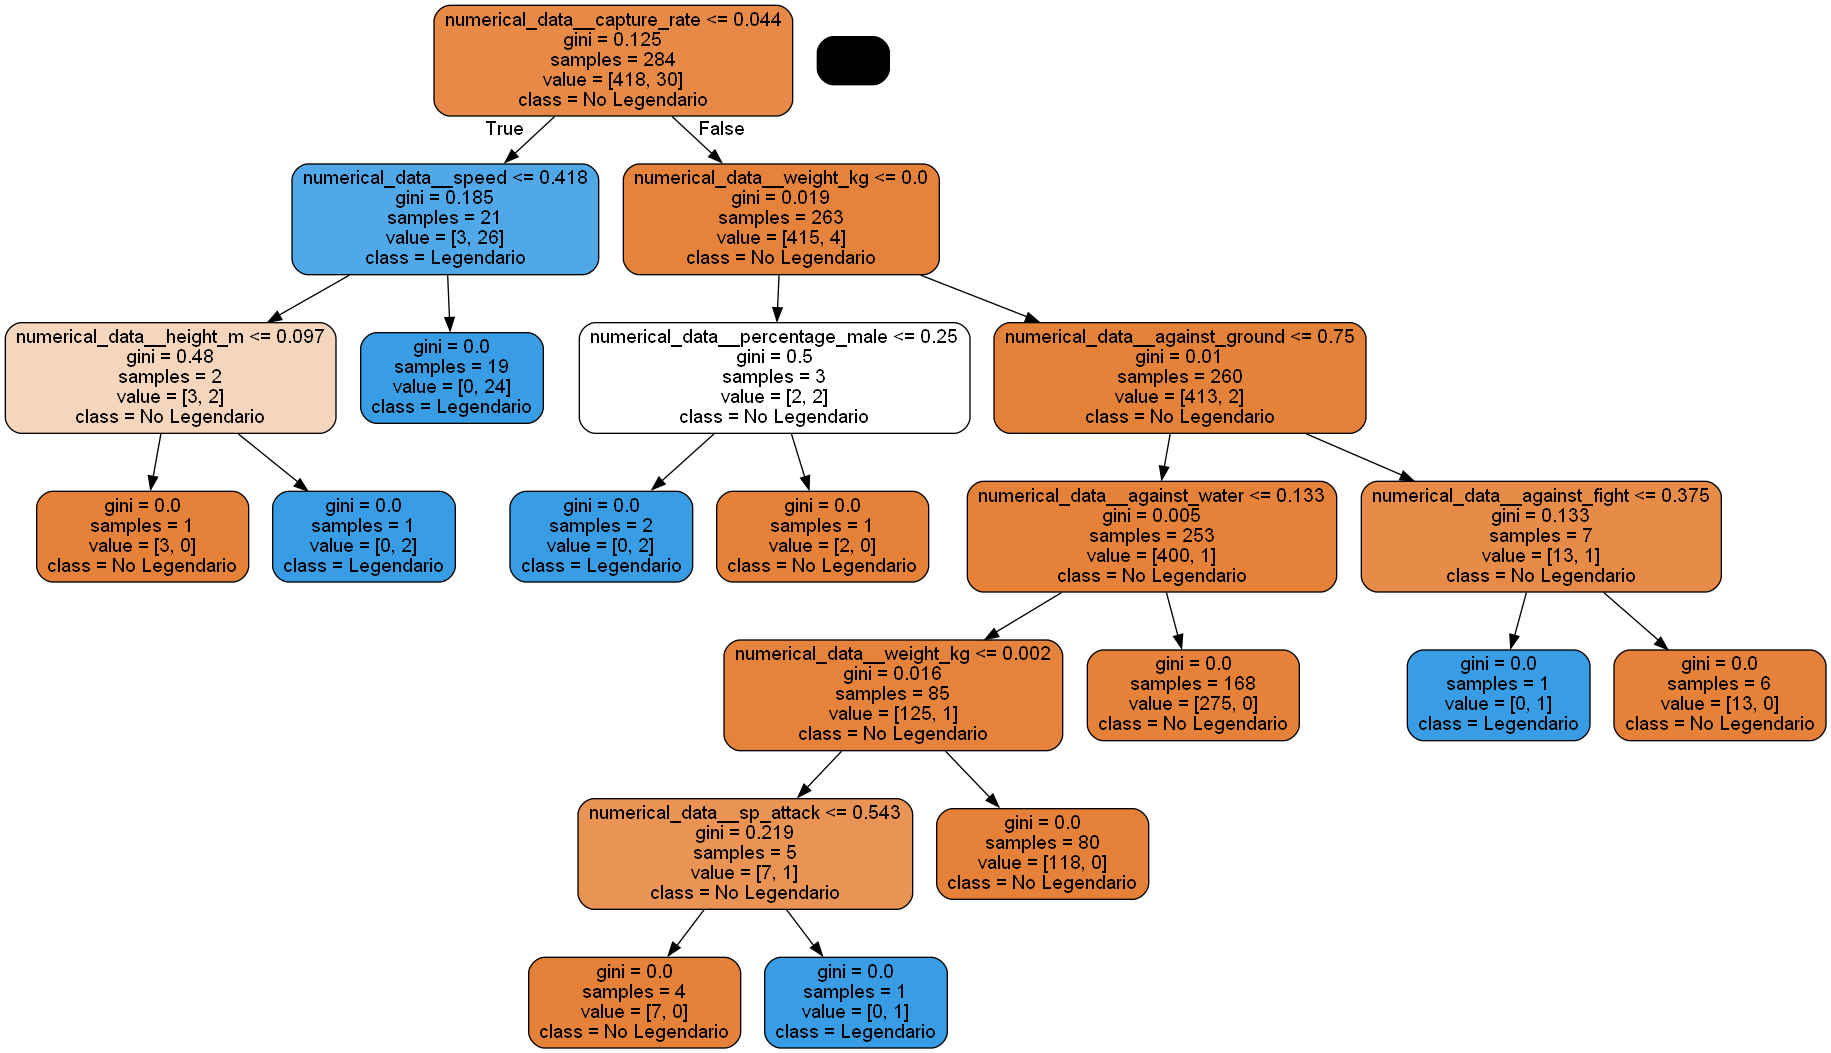 numerical_data__capture_rate <= 0.044
gini = 0.125
samples = 284
value = [418, 30]
class = No Legendario
True
False
numerical_data__speed <= 0.418
gini = 0.185
samples = 21
value = [3, 26]
class = Legendario
numerical_data__weight_kg <= 0.0
gini = 0.019
samples = 263
value = [415, 4]
class = No Legendario
numerical_data__height_m <= 0.097
gini = 0.48
samples = 2
value = [3, 2]
class = No Legendario
gini = 0.0
samples = 19
value = [0, 24]
class = Legendario
numerical_data__percentage_male <= 0.25
gini = 0.5
samples = 3
value = [2, 2]
class = No Legendario
numerical_data__against_ground <= 0.75
gini = 0.01
samples = 260
value = [413, 2]
class = No Legendario
gini = 0.0
samples = 1
value = [3, 0]
class = No Legendario
gini = 0.0
samples = 1
value = [0, 2]
class = Legendario
gini = 0.0
samples = 2
value = [0, 2]
class = Legendario
gini = 0.0
samples = 1
value = [2, 0]
class = No Legendario
numerical_data__against_water <= 0.133
gini = 0.005
samples = 253
value = [400, 1]
class = No Legendario
numerical_data__against_fight <= 0.375
gini = 0.133
samples = 7
value = [13, 1]
class = No Legendario
numerical_data__weight_kg <= 0.002
gini = 0.016
samples = 85
value = [125, 1]
class = No Legendario
gini = 0.0
samples = 168
value = [275, 0]
class = No Legendario
gini = 0.0
samples = 1
value = [0, 1]
class = Legendario
gini = 0.0
samples = 6
value = [13, 0]
class = No Legendario
numerical_data__sp_attack <= 0.543
gini = 0.219
samples = 5
value = [7, 1]
class = No Legendario
gini = 0.0
samples = 80
value = [118, 0]
class = No Legendario
gini = 0.0
samples = 4
value = [7, 0]
class = No Legendario
gini = 0.0
samples = 1
value = [0, 1]
class = Legendario